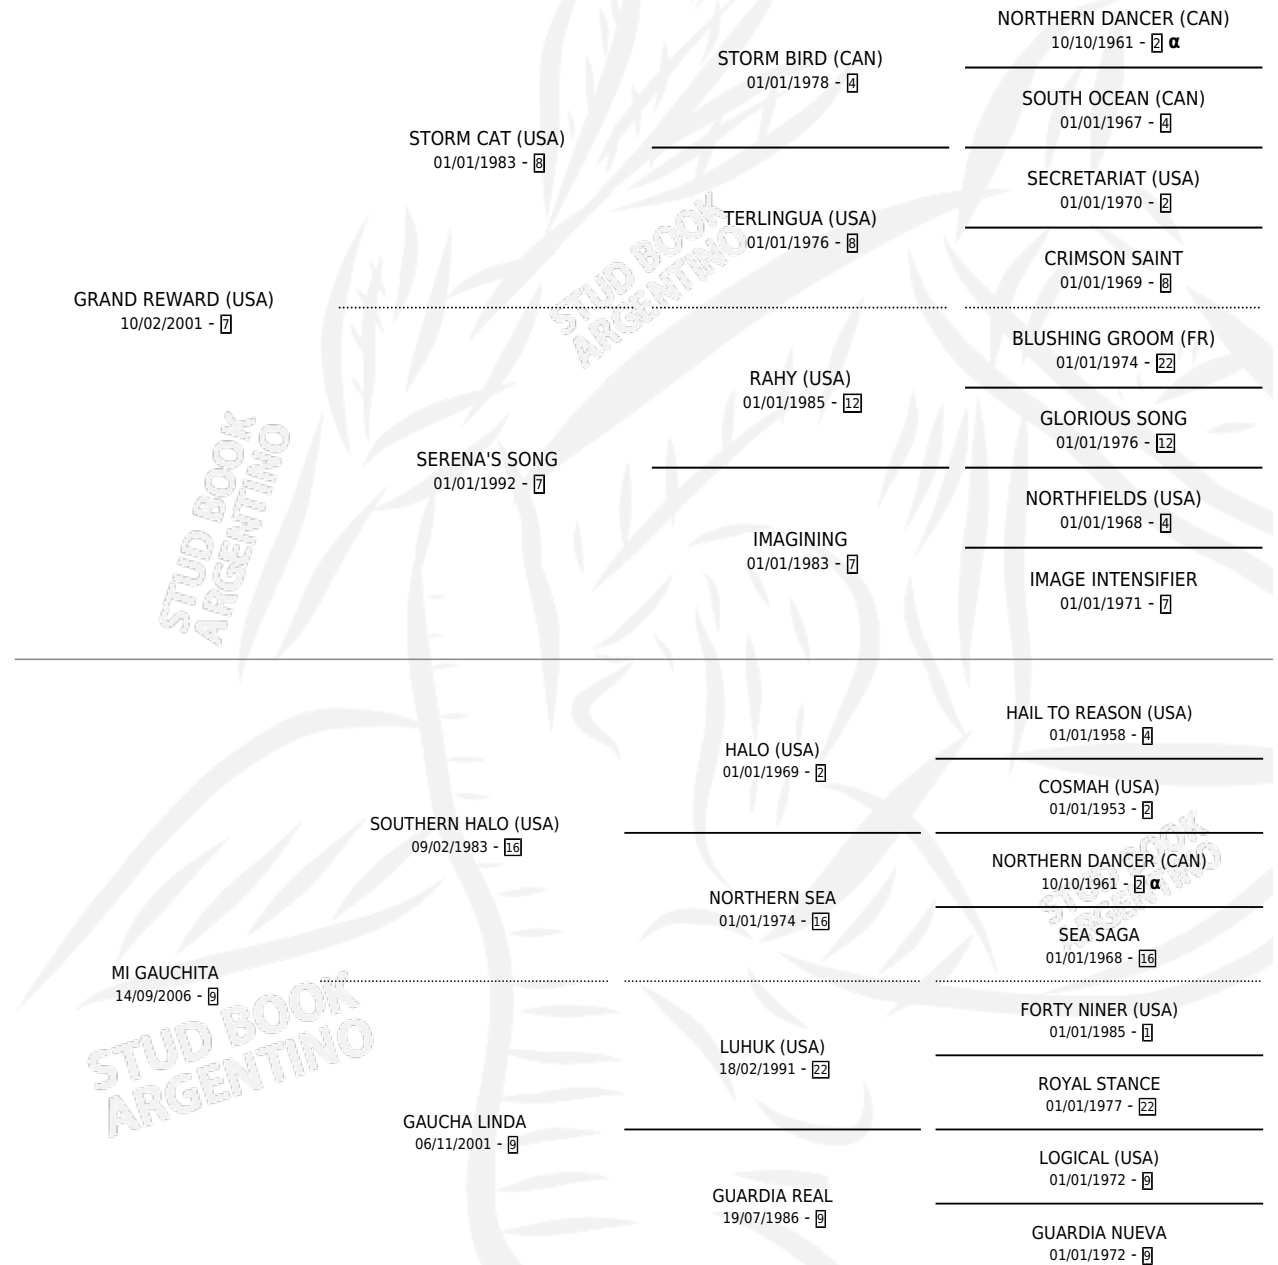 NORTHERN DANCER (CAN)
10/10/1961 - 2 α
STORM BIRD (CAN)
01/01/1978 - 4
SOUTH OCEAN (CAN)
01/01/1967 - 4
STORM CAT (USA)
01/01/1983 - 8
SECRETARIAT (USA)
01/01/1970 - 2
TERLINGUA (USA)
01/01/1976 - 8
CRIMSON SAINT
01/01/1969 - 8
STUD BOOK
ARGENTINO
GRAND REWARD (USA)
10/02/2001 - 7
BLUSHING GROOM (FR)
01/01/1974 - 22
RAHY (USA)
01/01/1985 - 12
GLORIOUS SONG
01/01/1976 - 12
SERENA'S SONG
01/01/1992 - 7
NORTHFIELDS (USA)
01/01/1968 - 4
IMAGINING
01/01/1983 - 7
IMAGE INTENSIFIER
01/01/1971 - 7
STUD BOOK
ARGENTINO
HAIL TO REASON (USA)
01/01/1958 - 4
HALO (USA)
01/01/1969 - 2
COSMAH (USA)
01/01/1953 - 2
SOUTHERN HALO (USA)
09/02/1983 - 16
NORTHERN DANCER (CAN)
10/10/1961 - 2 α
NORTHERN SEA
01/01/1974 - 16
SEA SAGA
01/01/1968 - 16
STUD BOOK
ARGENTINO
MI GAUCHITA
14/09/2006 - 9
FORTY NINER (USA)
01/01/1985 - 1
LUHUK (USA)
18/02/1991 - 22
ROYAL STANCE
01/01/1977 - 22
GAUCHA LINDA
06/11/2001 - 9
LOGICAL (USA)
01/01/1972 - 9
GUARDIA REAL
19/07/1986 - 9
GUARDIA NUEVA
01/01/1972 - 9
STUD BOOK
ARGENTINO